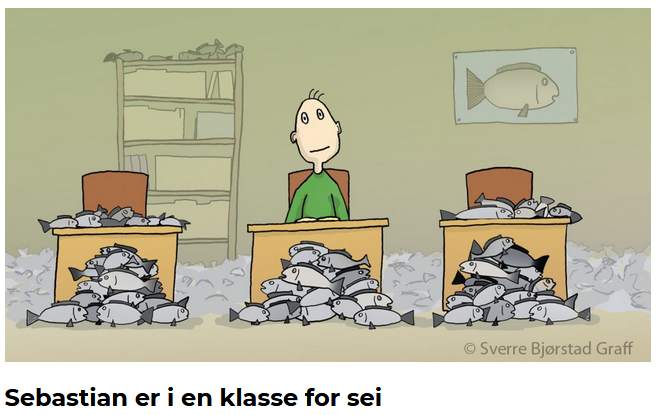 © Sverre Bjørstad Graff
Sebastian er i en klasse for sei